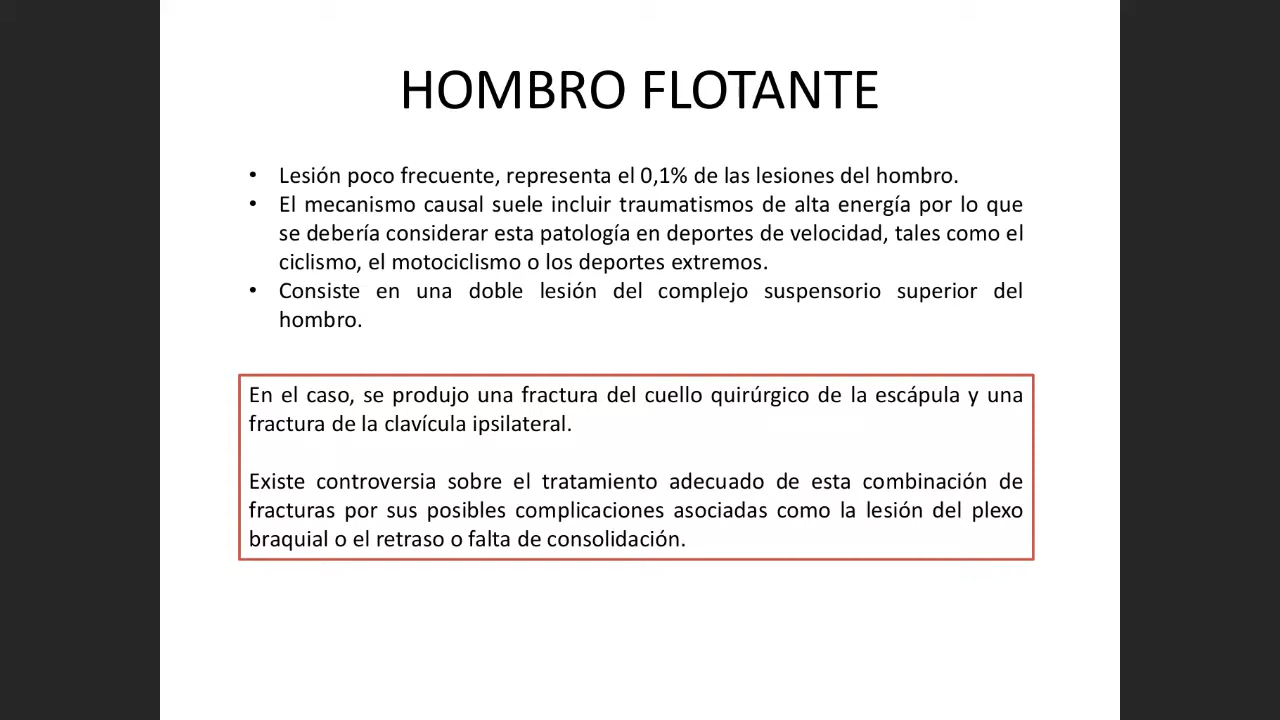 HOMBRO FLOTANTE
• Lesión poco frecuente, representa el 0,1% de las lesiones del hombro.
• El mecanismo causal suele incluir traumatismos de alta energía por lo que
se debería considerar esta patología en deportes de velocidad, tales como el
ciclismo, el motociclismo o los deportes extremos.
• Consiste en una doble lesión del complejo suspensorio superior del
hombro.
En el caso, se produjo una fractura del cuello quirúrgico de la escápula y una
fractura de la clavícula ipsilateral.
Existe controversia sobre el tratamiento adecuado de esta combinación de
fracturas por sus posibles complicaciones asociadas como la lesión del plexo
braquial o el retraso o falta de consolidación.